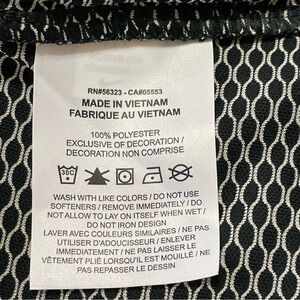 RN#56323 - CA#05553
MADE IN VIETNAM
FABRIQUE AU VIETNAM
100% POLYESTER
EXCLUSIVE OF DECORATION /
DECORATION NON COMPRISE
30C
WASH WITH LIKE COLORS / DO NOT USE
SOFTENERS / REMOVE IMMEDIATELY / DO
NOT ALLOW TO LAY ON ITSELF WHEN WET /
DO NOT IRON DESIGN
LAVER AVEC COULEURS SIMILAIRES / NE PAS
UTILISER D'ADOUCISSEUR / ENLEVER
IMMEDIATEMENT / NE PAS LAISSER LE
VÊTEMENT PLIÉ LORSQU'IL EST MOUILLÉ / NE
PAS REPASSER LE DESSIN